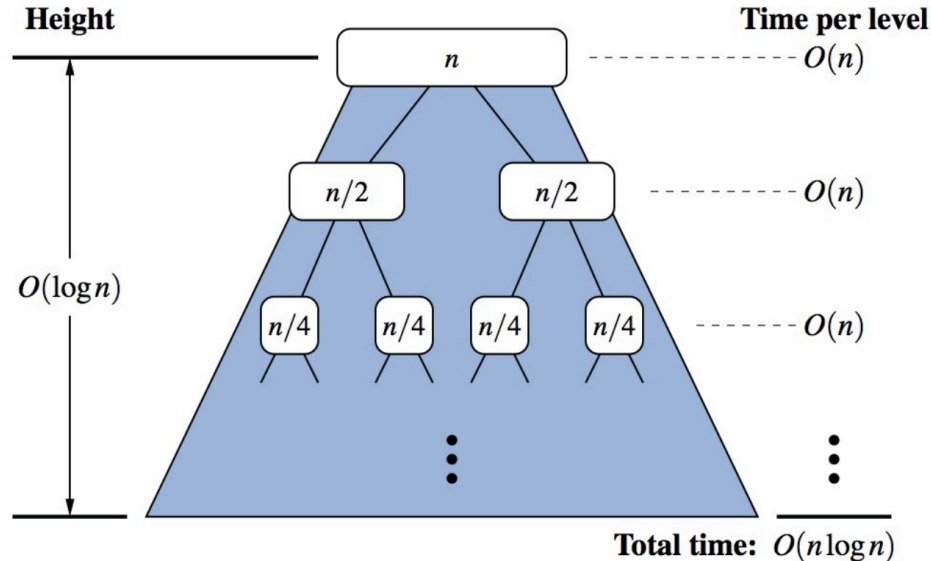 Height
Time per level
n
O(n)
n/2
n/2
O(n)
O(log n)
n/4
n/4
n/4
n/4
O(n)
Total time: O(n log n)